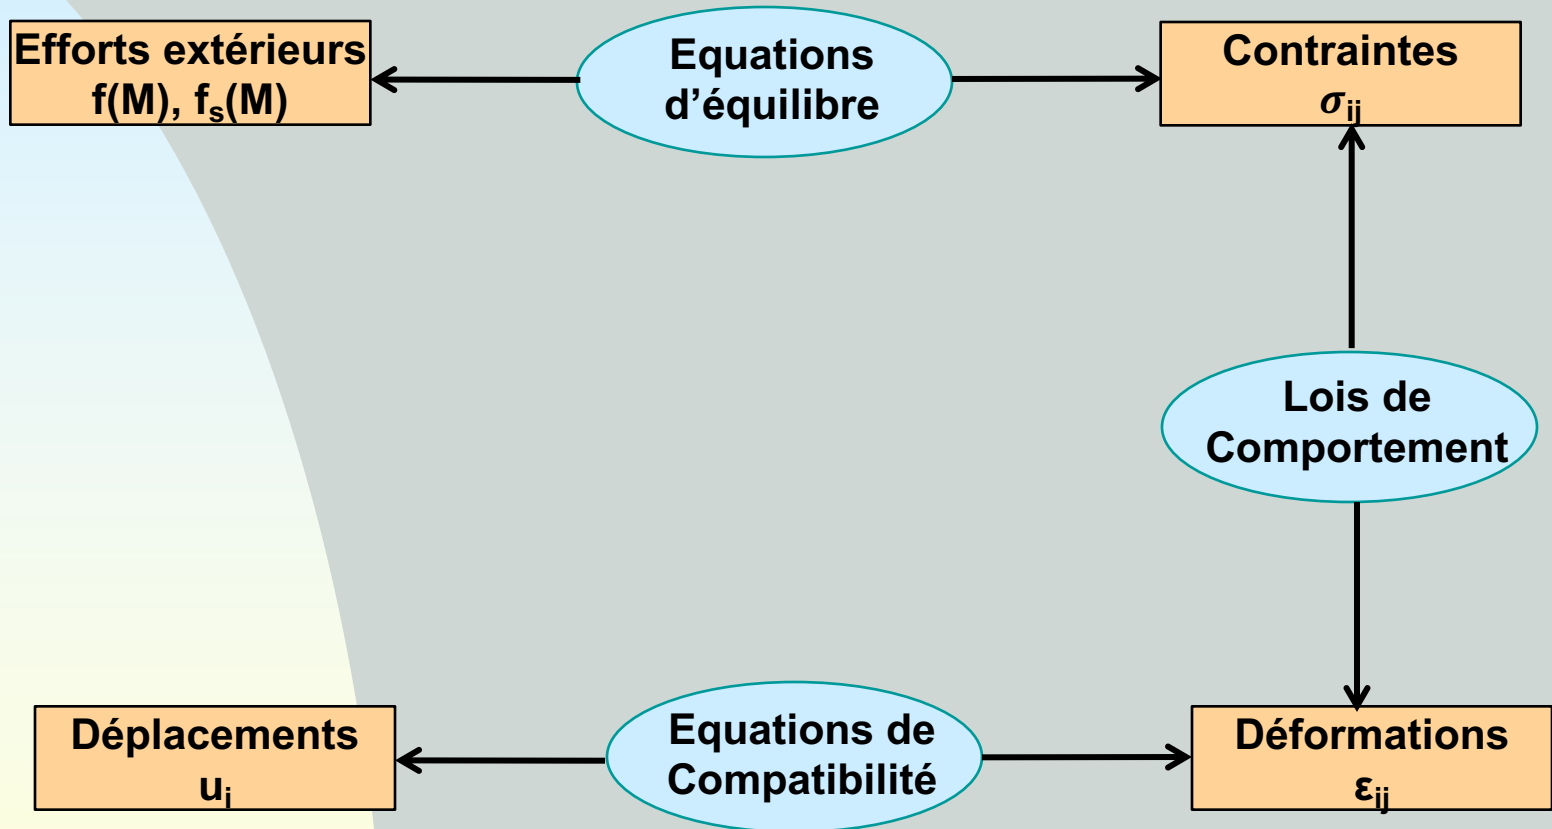 Efforts extérieurs
f(M), fₛ(M)
Equations
d’équilibre
Contraintes
σᵢⱼ
Lois de
Comportement
Déplacements
uᵢ
Equations de
Compatibilité
Déformations
εᵢⱼ